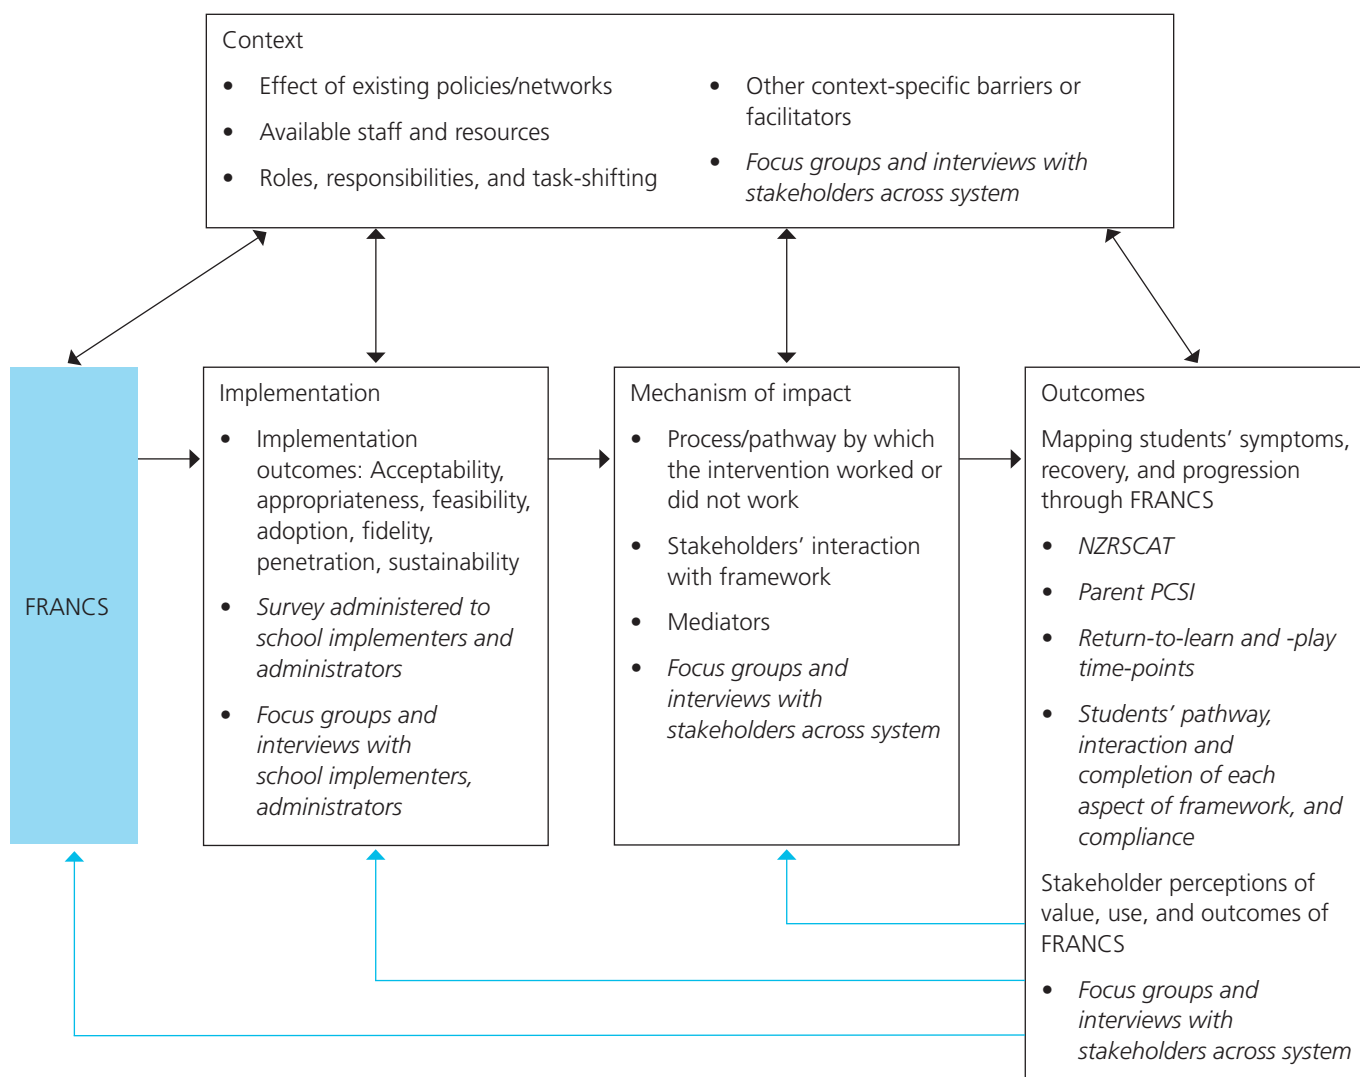 Context
• Effect of existing policies/networks
• Available staff and resources
• Roles, responsibilities, and task-shifting
• Other context-specific barriers or
facilitators
• Focus groups and interviews with
stakeholders across system
FRANCS
Implementation
• Implementation
outcomes: Acceptability,
appropriateness, feasibility,
adoption, fidelity,
penetration, sustainability
• Survey administered to
school implementers and
administrators
• Focus groups and
interviews with
school implementers,
administrators
Mechanism of impact
• Process/pathway by which
the intervention worked or
did not work
• Stakeholders’ interaction
with framework
• Mediators
• Focus groups and
interviews with
stakeholders across system
Outcomes
Mapping students’ symptoms,
recovery, and progression
through FRANCS
• NZRSCAT
• Parent PCSI
• Return-to-learn and -play
time-points
• Students’ pathway,
interaction and
completion of each
aspect of framework, and
compliance
Stakeholder perceptions of
value, use, and outcomes of
FRANCS
• Focus groups and
interviews with
stakeholders across system